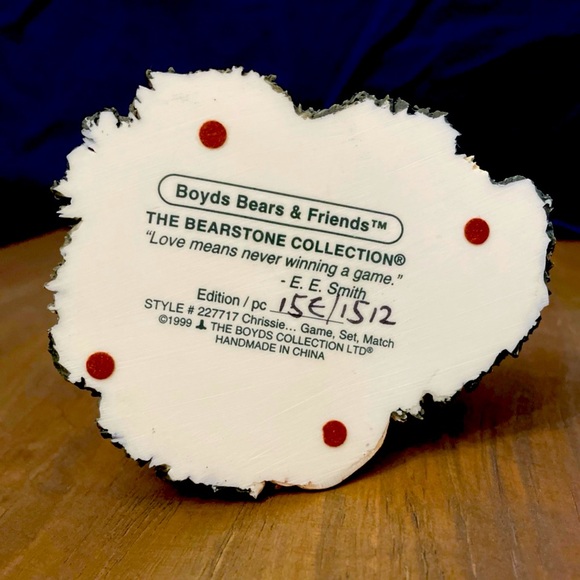 Boyds Bears & Friends™
THE BEARSTONE COLLECTION®
"Love means never winning a game."
- E. E. Smith
Edition / pc 15E/1512
STYLE # 227717 Chrissie... Game, Set, Match
©1999 THE BOYDS COLLECTION LTD®
HANDMADE IN CHINA